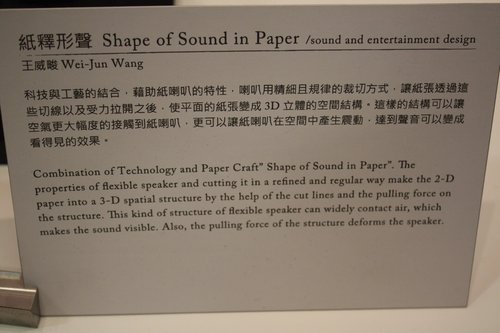 紙釋形聲 Shape of Sound in Paper /sound and entertainment design
王威畯 Wei-Jun Wang
科技與工藝的結合，藉助紙喇叭的特性，喇叭用精細且規律的裁切方式，讓紙張透過這
些切線以及受力拉開之後，使平面的紙張變成 3D 立體的空間結構。這樣的結構可以讓
空氣更大幅度的接觸到紙喇叭，更可以讓紙喇叭在空間中產生震動，達到聲音可以變成
看得見的效果。
Combination of Technology and Paper Craft” Shape of Sound in Paper”. The
properties of flexible speaker and cutting it in a refined and regular way make the 2-D
paper into a 3-D spatial structure by the help of the cut lines and the pulling force on
the structure. This kind of structure of flexible speaker can widely contact air, which
makes the sound visible. Also, the pulling force of the structure deforms the speaker.